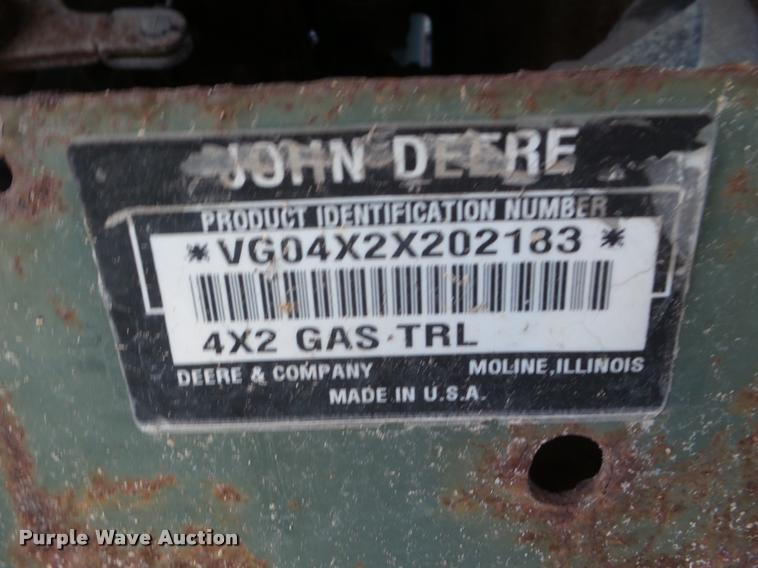 JOHN DEERE
PRODUCT IDENTIFICATION NUMBER
*VG04X2X202183*
4X2 GAS TRL
DEERE & COMPANY MOLINE, ILLINOIS
MADE IN U.S.A.
Purple Wave Auction